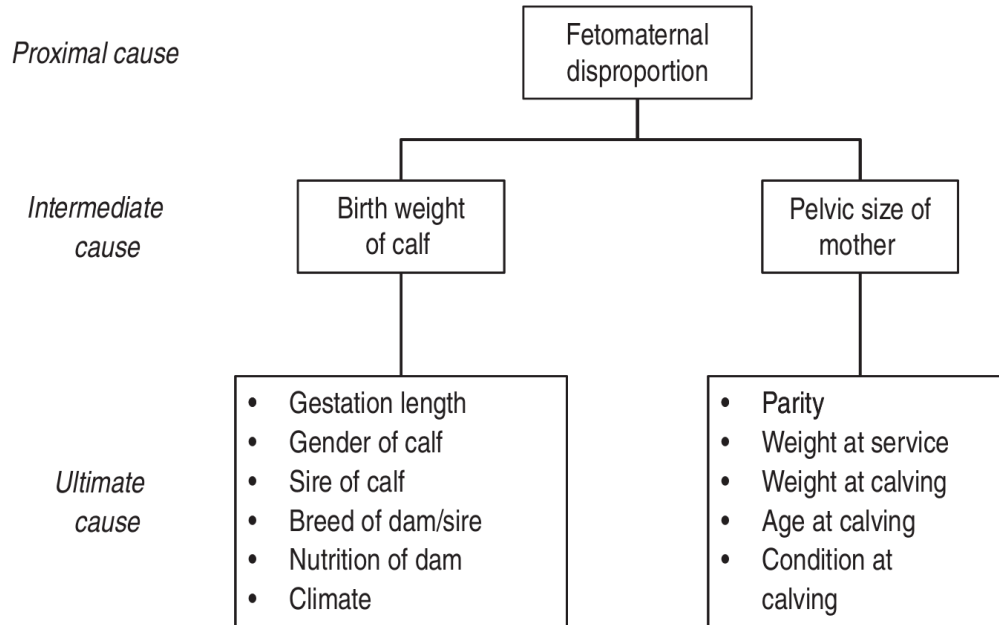 Proximal cause
Fetomaternal
disproportion
Intermediate
cause
Birth weight
of calf
Pelvic size of
mother
Ultimate
cause
• Gestation length
• Gender of calf
• Sire of calf
• Breed of dam/sire
• Nutrition of dam
• Climate
• Parity
• Weight at service
• Weight at calving
• Age at calving
• Condition at
calving